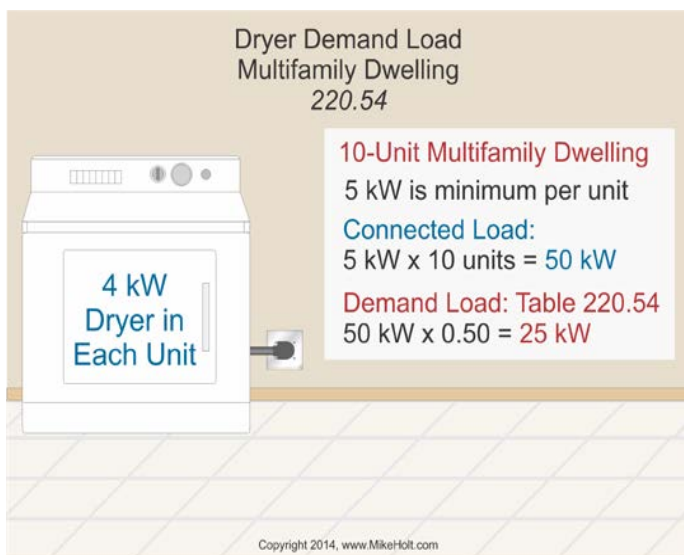 Dryer Demand Load
Multifamily Dwelling
220.54
10-Unit Multifamily Dwelling
5 kW is minimum per unit
Connected Load:
5 kW x 10 units = 50 kW
Demand Load: Table 220.54
50 kW x 0.50 = 25 kW
4 kW
Dryer in
Each Unit
Copyright 2014, www.MikeHolt.com